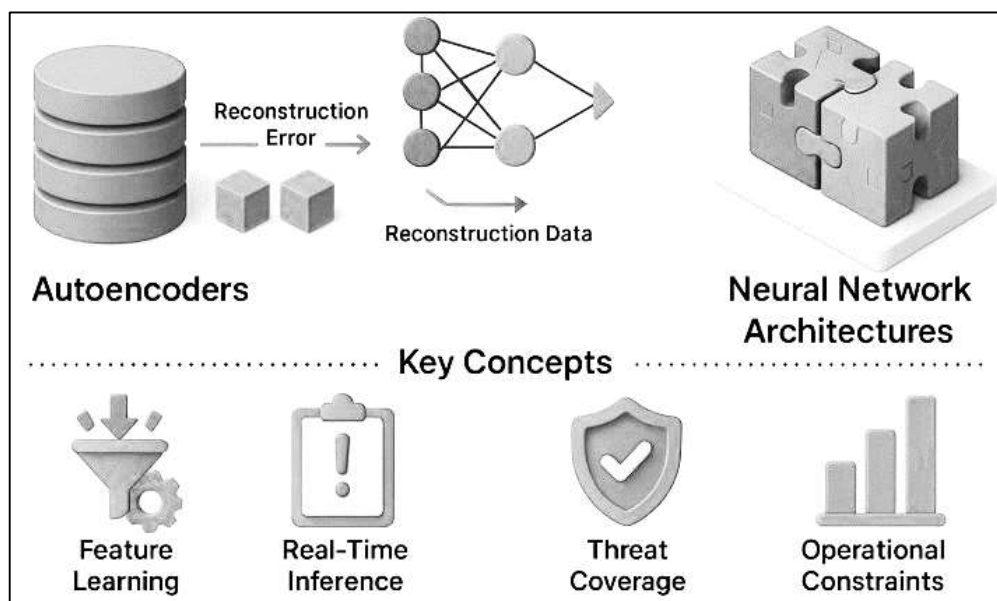 Reconstruction
Error
Reconstruction Data
Autoencoders
Neural Network
Architectures
Key Concepts
Feature
Learning
Real-Time
Inference
Threat
Coverage
Operational
Constraints